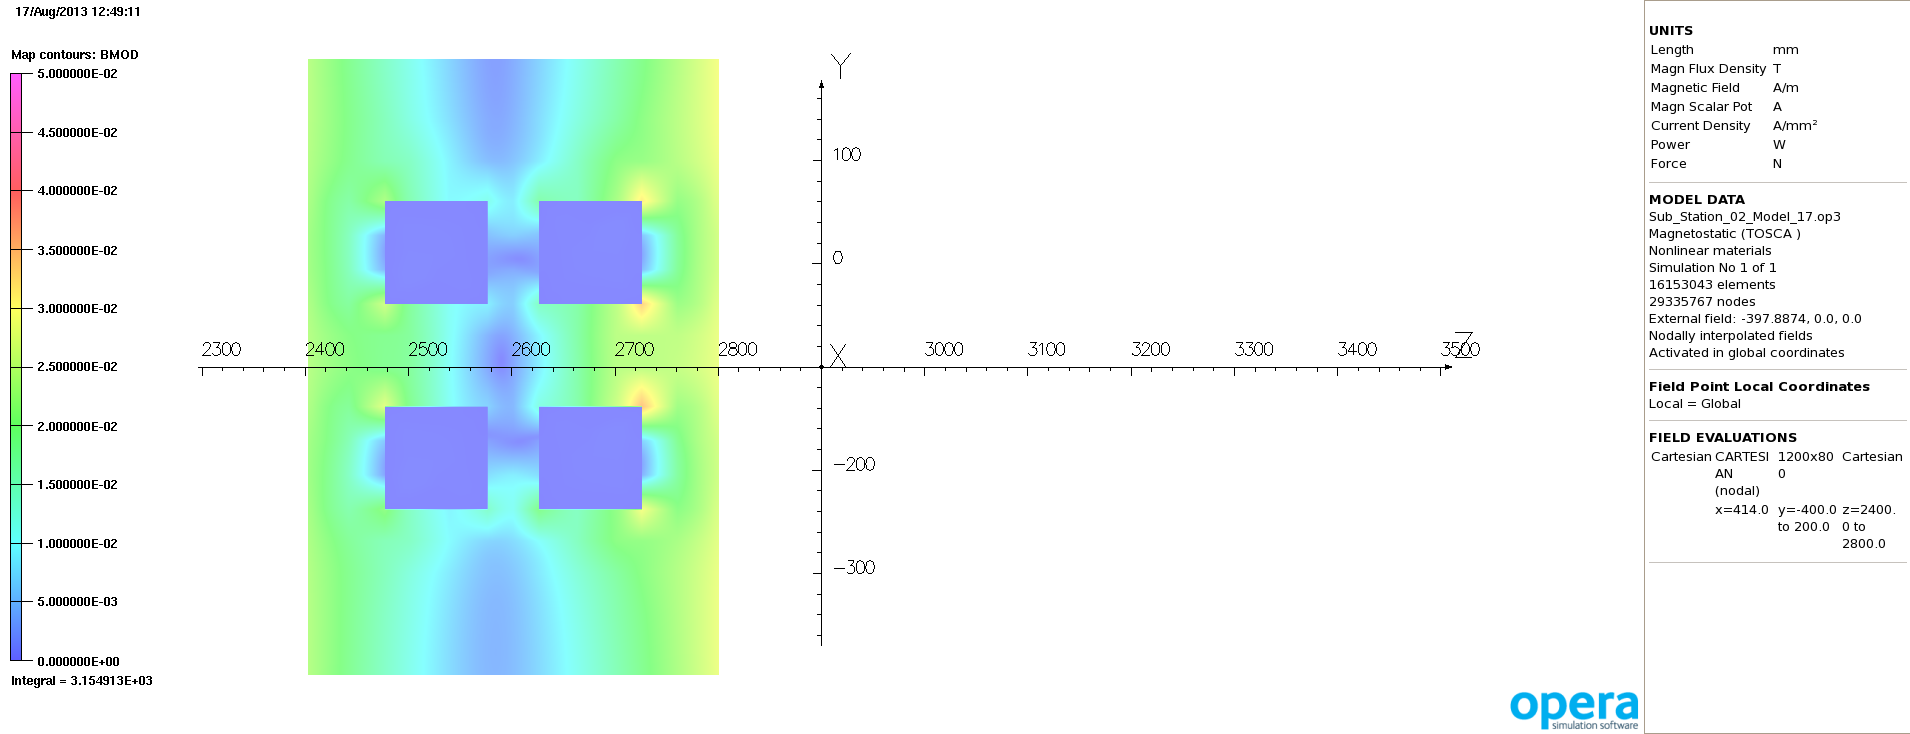 17/Aug/2013 12:49:11
Map contours: BMOD
5.000000E-02
4.500000E-02
4.000000E-02
3.500000E-02
3.000000E-02
2.500000E-02
2.000000E-02
1.500000E-02
1.000000E-02
5.000000E-03
0.000000E+00
Integral = 3.154913E+03
Y
100
0
2300 2400 2500 2600 2700 2800 X 3000 3100 3200 3300 3400 3500 Z
-200
-300
opera
simulation software
UNITS
Length mm
Magn Flux Density T
Magnetic Field A/m
Magn Scalar Pot A
Current Density A/mm²
Power W
Force N
MODEL DATA
Sub_Station_02_Model_17.op3
Magnetostatic (TOSCA )
Nonlinear materials
Simulation No 1 of 1
16153043 elements
29335767 nodes
External field: -397.8874, 0.0, 0.0
Nodally interpolated fields
Activated in global coordinates
Field Point Local Coordinates
Local = Global
FIELD EVALUATIONS
Cartesian CARTESI 1200x80 Cartesian
AN 0
(nodal)
x=414.0 y=-400.0 z=2400.
to 200.0 0 to
2800.0